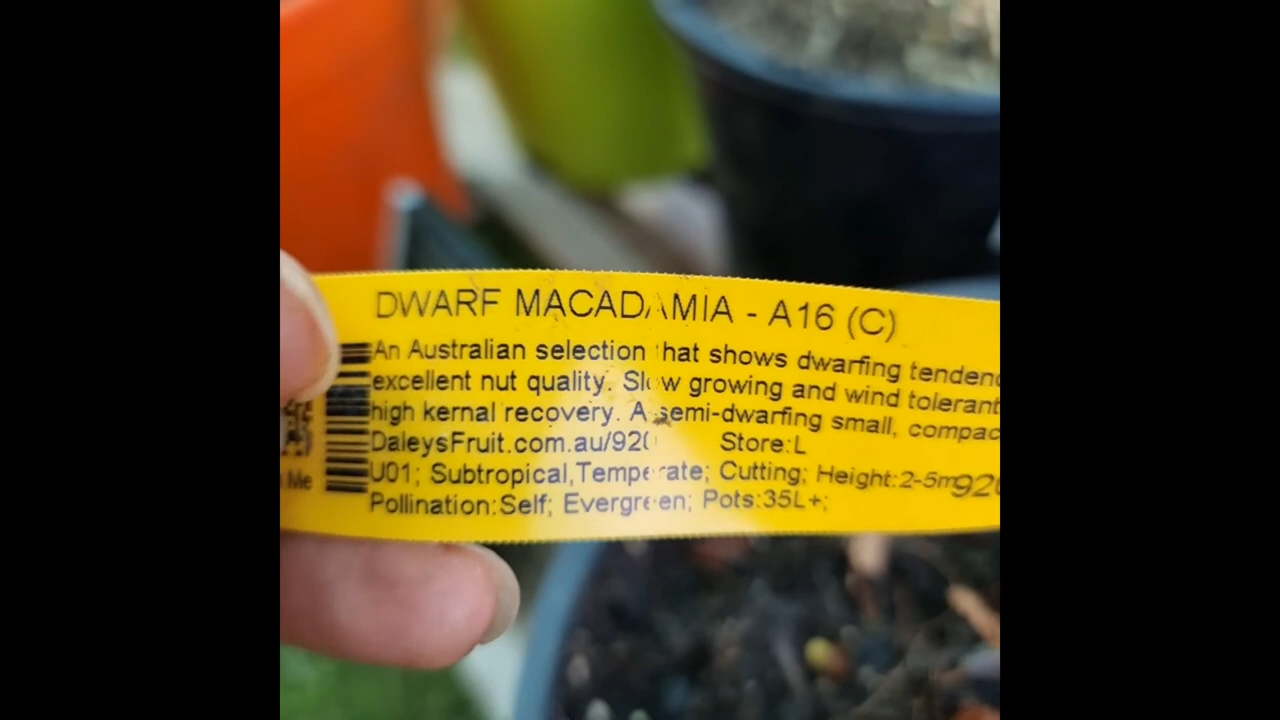 DWARF MACADAMIA - A16 (C)
An Australian selection that shows dwarfing
excellent nut quality. Slow growing and wind tolerant
high kernal recovery. A semi-dwarfing small,
DaleysFruit.com.au/920 Store:L
U01; Subtropical,Temperate; Cutting; Height:2-5m
Pollination:Self; Evergreen; Pots:35L+;
Me